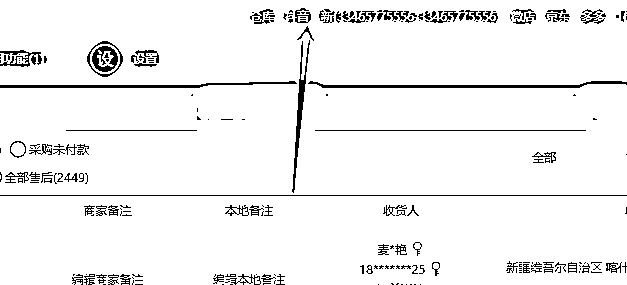 仓库 抖音 新13465775556 13465775556 微店 京东 多多
功能(1) 设 设置
采购未付款 全部
全部售后(2449)
商家备注 本地备注 收货人
麦*艳
18*******25
编辑商家备注 编辑本地备注 新疆维吾尔自治区 喀什